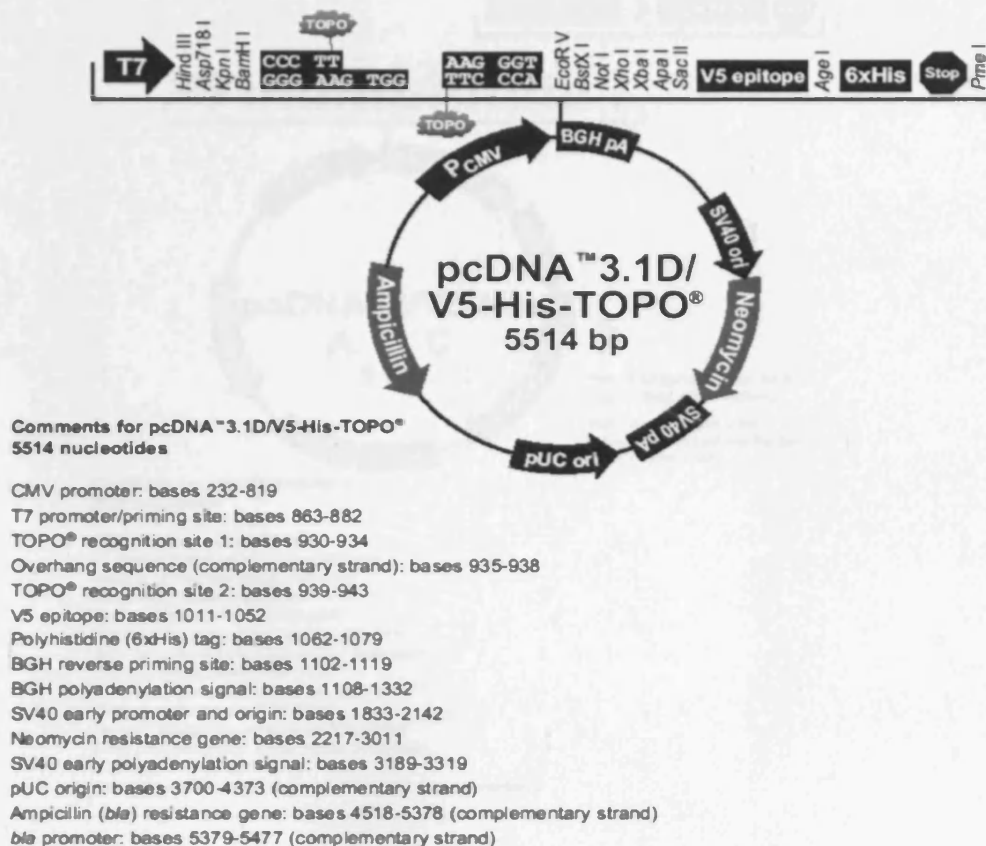 TOPO
T7 Hind III Asp718 I Kpn I BamH I CCC TT AAG GGT EcoR V BstX I Not I Xho I Xba I Apa I Sac II V5 epitope Age I 6xHis Stop Pme I
GGG AAG TGG TTC CCA
TOPO
PCMV BGH pA
SV40 ori
Ampicillin
Neomycin
pcDNA™3.1D/
V5-His-TOPO®
5514 bp
SV40 pA
pUC ori
Comments for pcDNA™3.1D/V5-His-TOPO®
5514 nucleotides
CMV promoter: bases 232-819
T7 promoter/priming site: bases 863-882
TOPO® recognition site 1: bases 930-934
Overhang sequence (complementary strand): bases 935-938
TOPO® recognition site 2: bases 939-943
V5 epitope: bases 1011-1052
Polyhistidine (6xHis) tag: bases 1062-1079
BGH reverse priming site: bases 1102-1119
BGH polyadenylation signal: bases 1108-1332
SV40 early promoter and origin: bases 1833-2142
Neomycin resistance gene: bases 2217-3011
SV40 early polyadenylation signal: bases 3189-3319
pUC origin: bases 3700-4373 (complementary strand)
Ampicillin (bla) resistance gene: bases 4518-5378 (complementary strand)
bla promoter: bases 5379-5477 (complementary strand)